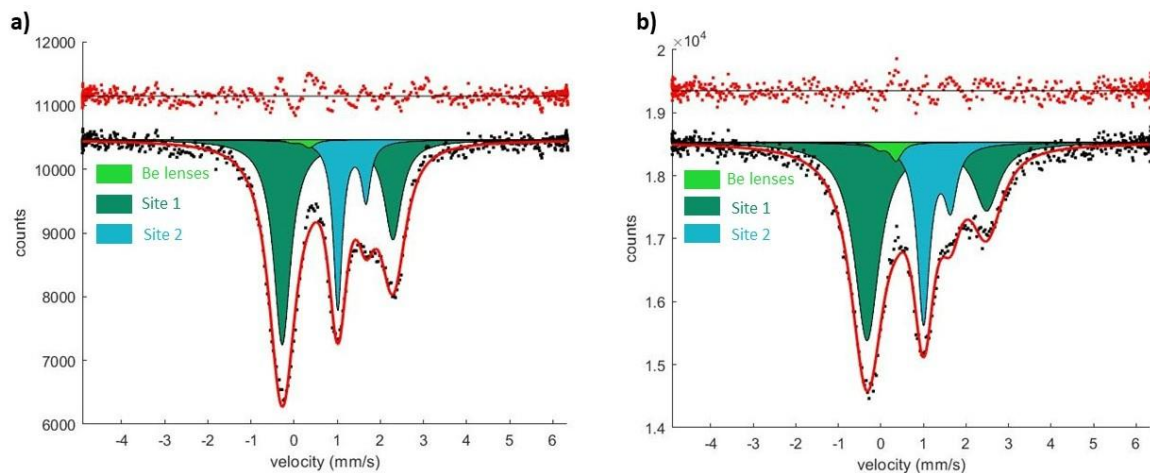 a)
12000
11000
10000
9000
8000
7000
6000
counts
Be lenses
Site 1
Site 2
-4 -3 -2 -1 0 1 2 3 4 5 6
velocity (mm/s)
b)
×10⁴
2
1.9
1.8
1.7
1.6
1.5
1.4
counts
Be lenses
Site 1
Site 2
-4 -3 -2 -1 0 1 2 3 4 5 6
velocity (mm/s)